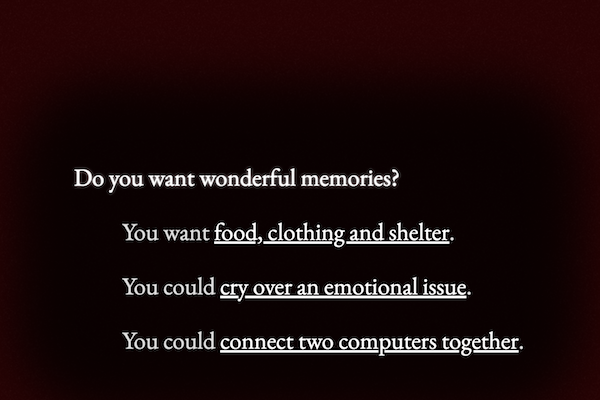 Do you want wonderful memories?
You want food, clothing and shelter.
You could cry over an emotional issue.
You could connect two computers together.